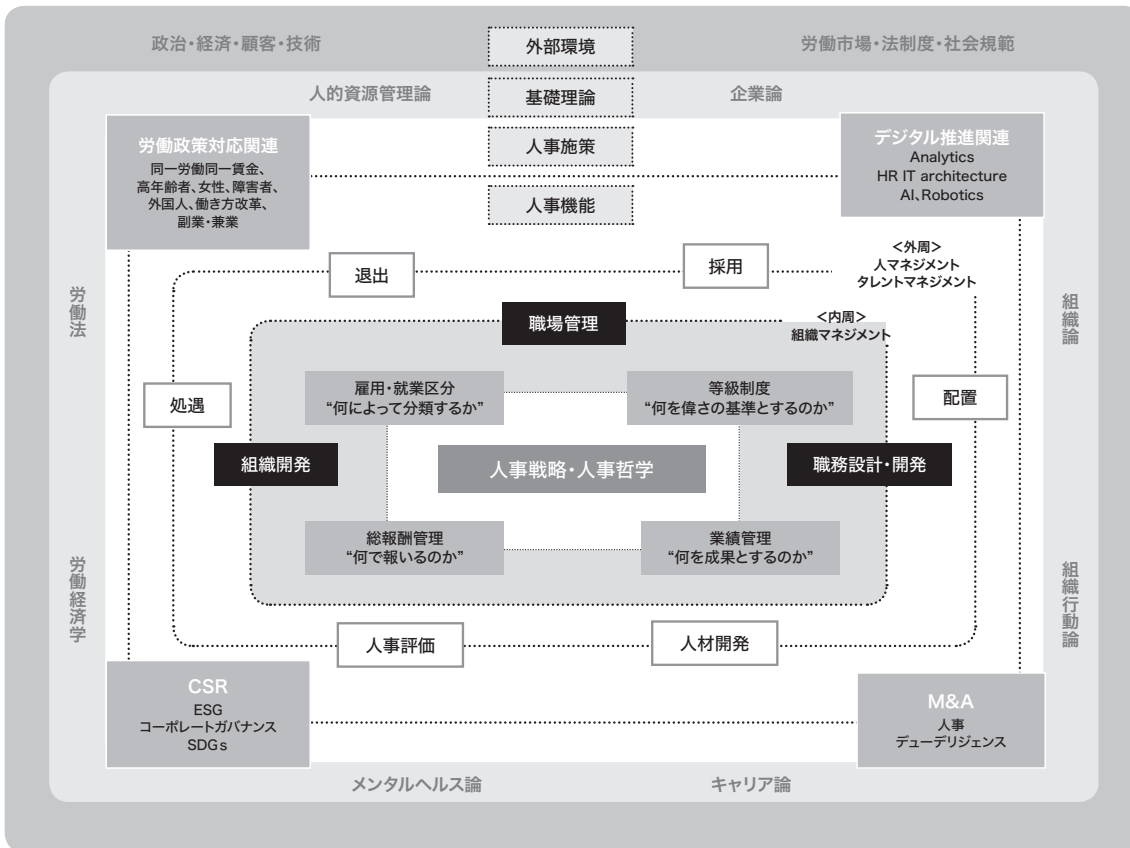 政治・経済・顧客・技術
外部環境
労働市場・法制度・社会規範
人的資源管理論
基礎理論
企業論
労働政策対応関連
同一労働同一賃金、
高年齢者、女性、障害者、
外国人、働き方改革、
副業・兼業
人事施策
人事機能
デジタル推進関連
Analytics
HR IT architecture
AI、Robotics
退出
採用
<外周>
人マネジメント
タレントマネジメント
労働法
職場管理
<内周>
組織マネジメント
組織論
処遇
雇用・就業区分
“何によって分類するか”
等級制度
“何を偉さの基準とするのか”
配置
組織開発
人事戦略・人事哲学
職務設計・開発
総報酬管理
“何で報いるのか”
業績管理
“何を成果とするのか”
労働経済学
組織行動論
人事評価
人材開発
CSR
ESG
コーポレートガバナンス
SDGs
M&A
人事
デューデリジェンス
メンタルヘルス論
キャリア論